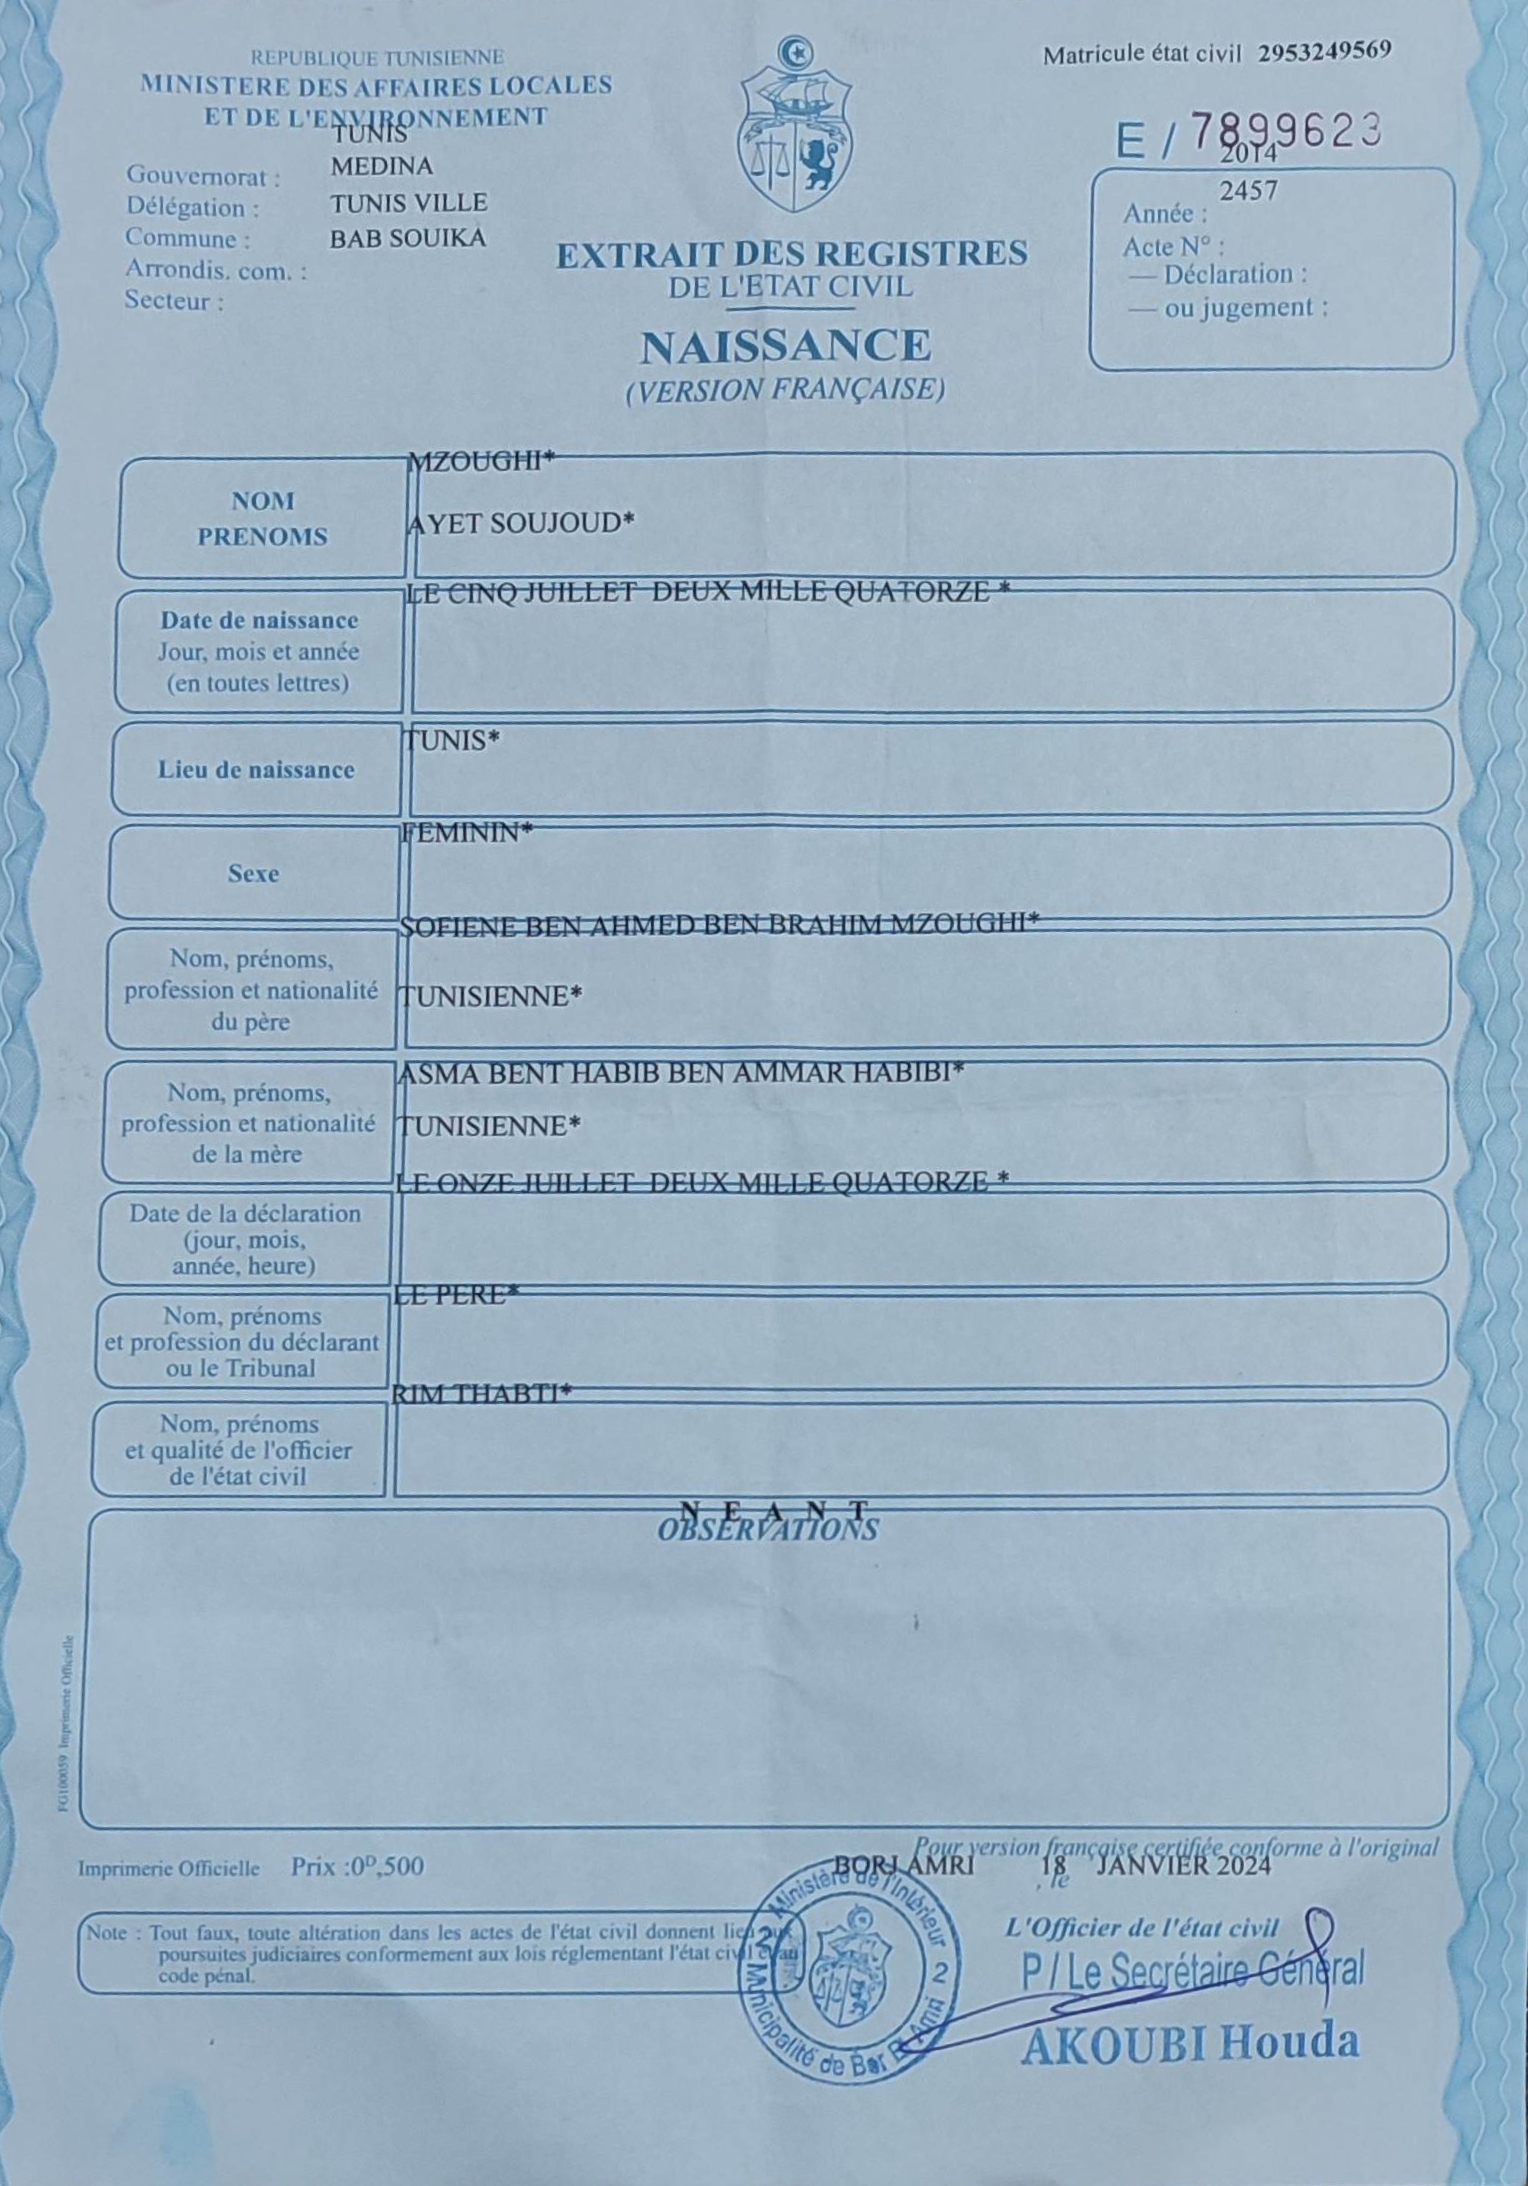 REPUBLIQUE TUNISIENNE
MINISTERE DES AFFAIRES LOCALES
ET DE L'ENVIRONNEMENT
Gouvernorat : TUNIS
Délégation : MEDINA
Commune : TUNIS VILLE
Arrondis. com. : BAB SOUIKA
Secteur :
Matricule état civil 2953249569
E / 7899623
Année : 2014
Acte N° : 2457
— Déclaration :
— ou jugement :
EXTRAIT DES REGISTRES
DE L'ETAT CIVIL
NAISSANCE
(VERSION FRANÇAISE)
NOM
MZOUGHI*
PRENOMS
AYET SOUJOUD*
Date de naissance
Jour, mois et année
(en toutes lettres)
LE CINQ JUILLET DEUX MILLE QUATORZE *
Lieu de naissance
TUNIS*
Sexe
FEMININ*
Nom, prénoms,
profession et nationalité
du père
SOFIENE BEN AHMED BEN BRAHIM MZOUGHI*
TUNISIENNE*
Nom, prénoms,
profession et nationalité
de la mère
ASMA BENT HABIB BEN AMMAR HABIBI*
TUNISIENNE*
Date de la déclaration
(jour, mois,
année, heure)
LE ONZE JUILLET DEUX MILLE QUATORZE *
Nom, prénoms
et profession du déclarant
ou le Tribunal
LE PERE*
Nom, prénoms
et qualité de l'officier
de l'état civil
RIM THABTI*
N E A N T
OBSERVATIONS
FG100059 Imprimerie Officielle
Imprimerie Officielle Prix :0ᴰ,500
Pour version française certifiée conforme à l'original
BORJ AMRI , le 18 JANVIER 2024
Note : Tout faux, toute altération dans les actes de l'état civil donnent lieu aux
poursuites judiciaires conformement aux lois réglementant l'état civil et au
code pénal.
L'Officier de l'état civil
P / Le Secrétaire Général
AKOUBI Houda
Ministère de l'Intérieur
2 2
Municipalité de Bor El Amri